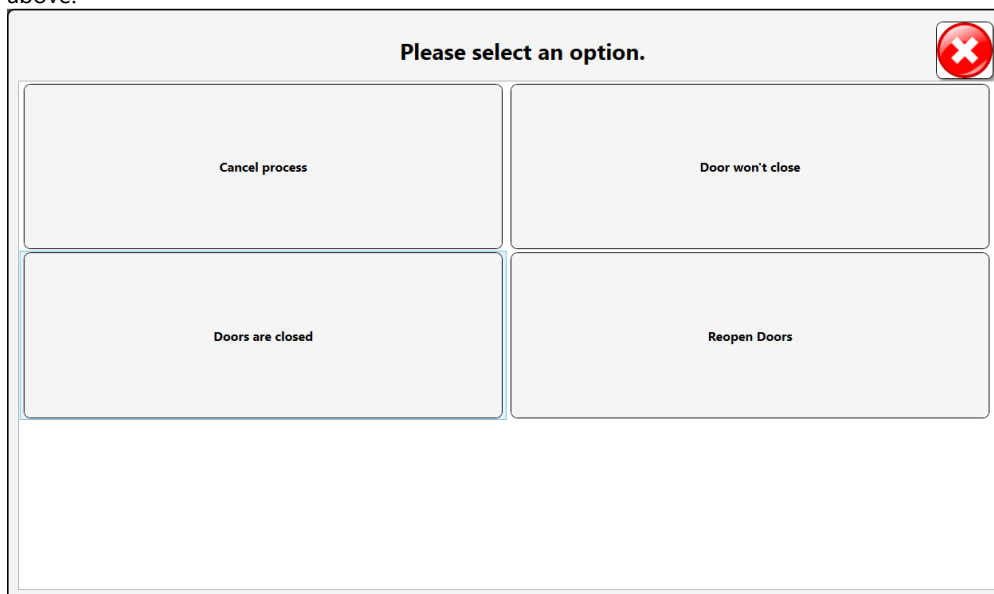 above.
Please select an option.
Cancel process
Door won't close
Doors are closed
Reopen Doors